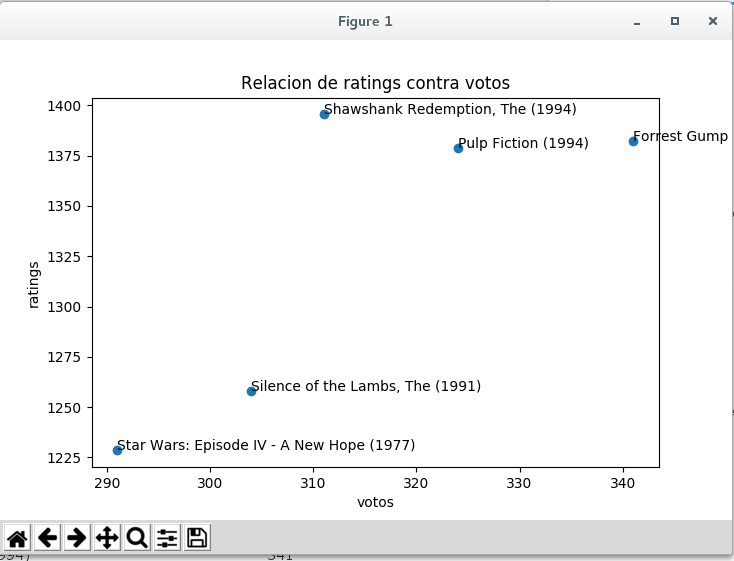 Figure 1
Relacion de ratings contra votos
1400
Shawshank Redemption, The (1994)
Forrest Gump
1375
Pulp Fiction (1994)
1350
1325
ratings
1300
1275
Silence of the Lambs, The (1991)
1250
Star Wars: Episode IV - A New Hope (1977)
1225
290 300 310 320 330 340
votos
994) 341